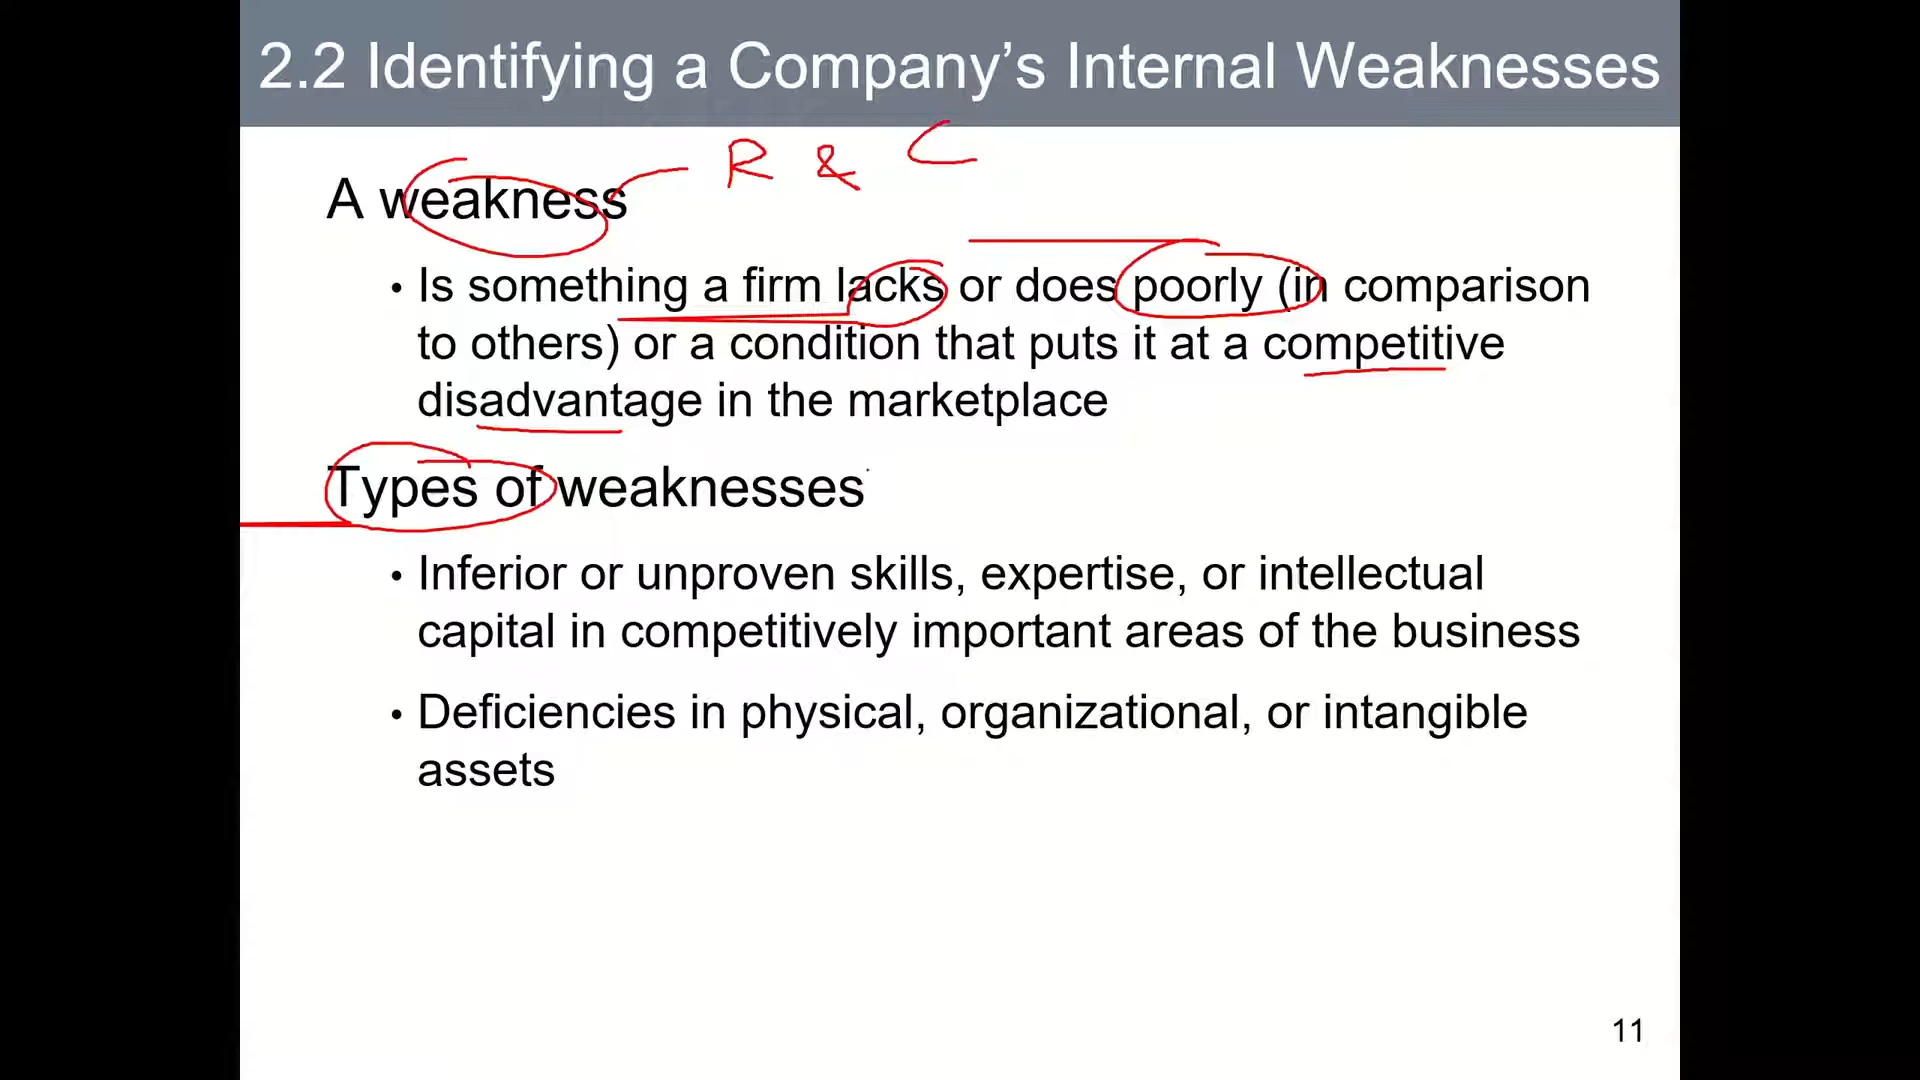 2.2 Identifying a Company’s Internal Weaknesses
R & C
A weakness
• Is something a firm lacks or does poorly (in comparison
to others) or a condition that puts it at a competitive
disadvantage in the marketplace
Types of weaknesses
• Inferior or unproven skills, expertise, or intellectual
capital in competitively important areas of the business
• Deficiencies in physical, organizational, or intangible
assets
11